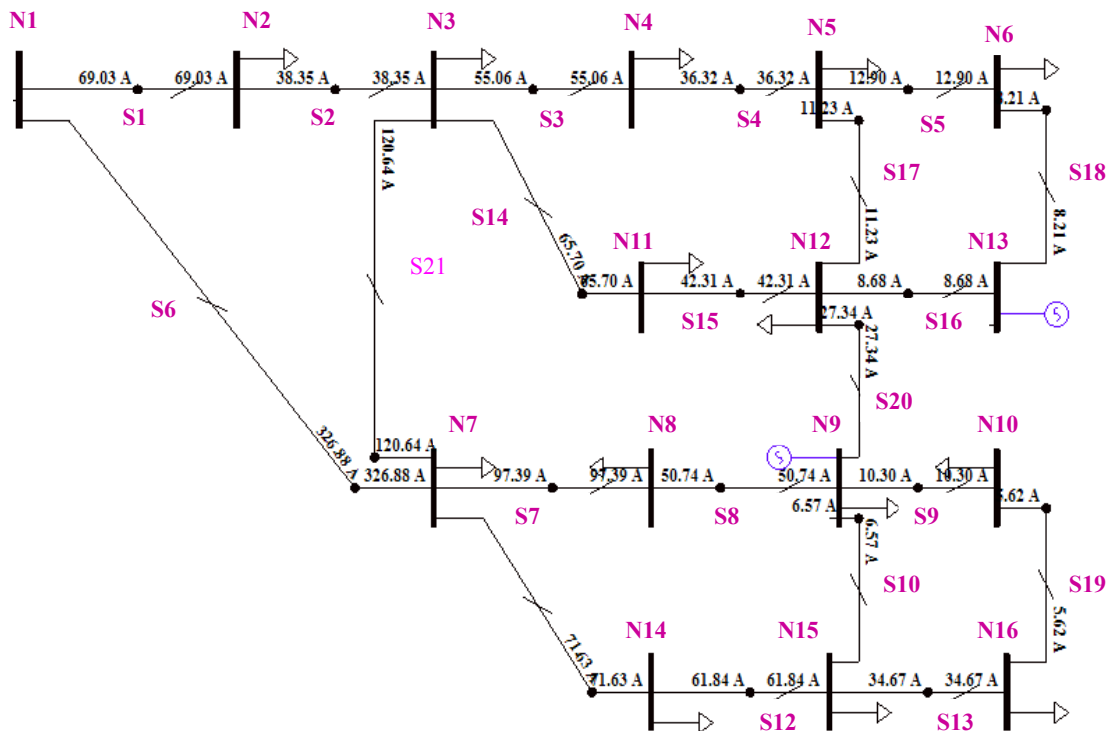 N1
N2
N3
N4
N5
N6
69.03 A
69.03 A
38.35 A
38.35 A
55.06 A
55.06 A
36.32 A
36.32 A
12.90 A
12.90 A
S1
S2
S3
S4
S5
11.23 A
8.21 A
120.64 A
S17
S18
S14
11.23 A
8.21 A
S21
65.70 A
N11
N12
N13
65.70 A
42.31 A
42.31 A
8.68 A
8.68 A
S6
S15
S16
27.34 A
27.34 A
S
S20
N7
N8
N9
N10
326.88 A
120.64 A
S
326.88 A
97.39 A
97.39 A
50.74 A
50.74 A
10.30 A
10.30 A
S7
S8
6.57 A
S9
5.62 A
6.57 A
S10
S19
5.62 A
N14
N15
N16
71.63 A
71.63 A
61.84 A
61.84 A
34.67 A
34.67 A
S12
S13